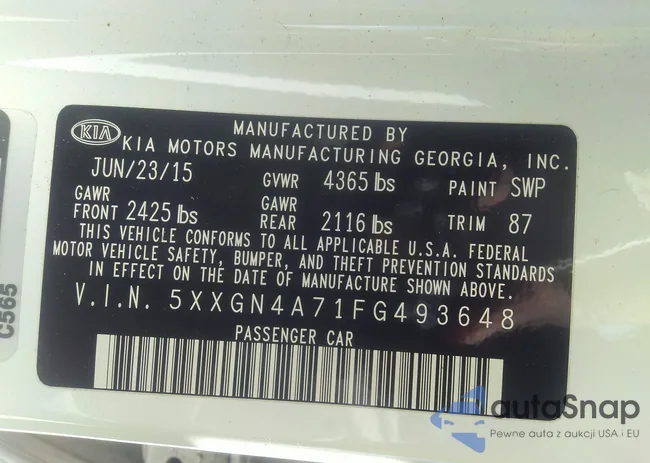 KIA
MANUFACTURED BY
KIA MOTORS MANUFACTURING GEORGIA, INC.
JUN/23/15 GVWR 4365 lbs PAINT SWP
GAWR FRONT 2425 lbs GAWR REAR 2116 lbs TRIM 87
THIS VEHICLE CONFORMS TO ALL APPLICABLE U.S.A. FEDERAL
MOTOR VEHICLE SAFETY, BUMPER, AND THEFT PREVENTION STANDARDS
IN EFFECT ON THE DATE OF MANUFACTURE SHOWN ABOVE.
V.I.N. 5XXGN4A71FG493648
PASSENGER CAR
C565
autoSnap
Pewne auta z aukcji USA i EU